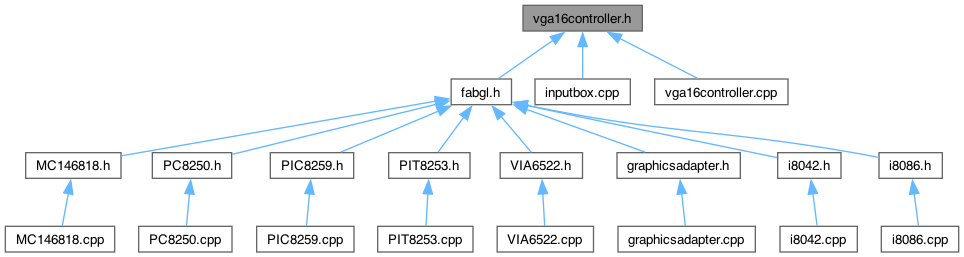 vga16controller.h
fabgl.h
inputbox.cpp
vga16controller.cpp
MC146818.h
PC8250.h
PIC8259.h
PIT8253.h
VIA6522.h
graphicsadapter.h
i8042.h
i8086.h
MC146818.cpp
PC8250.cpp
PIC8259.cpp
PIT8253.cpp
VIA6522.cpp
graphicsadapter.cpp
i8042.cpp
i8086.cpp